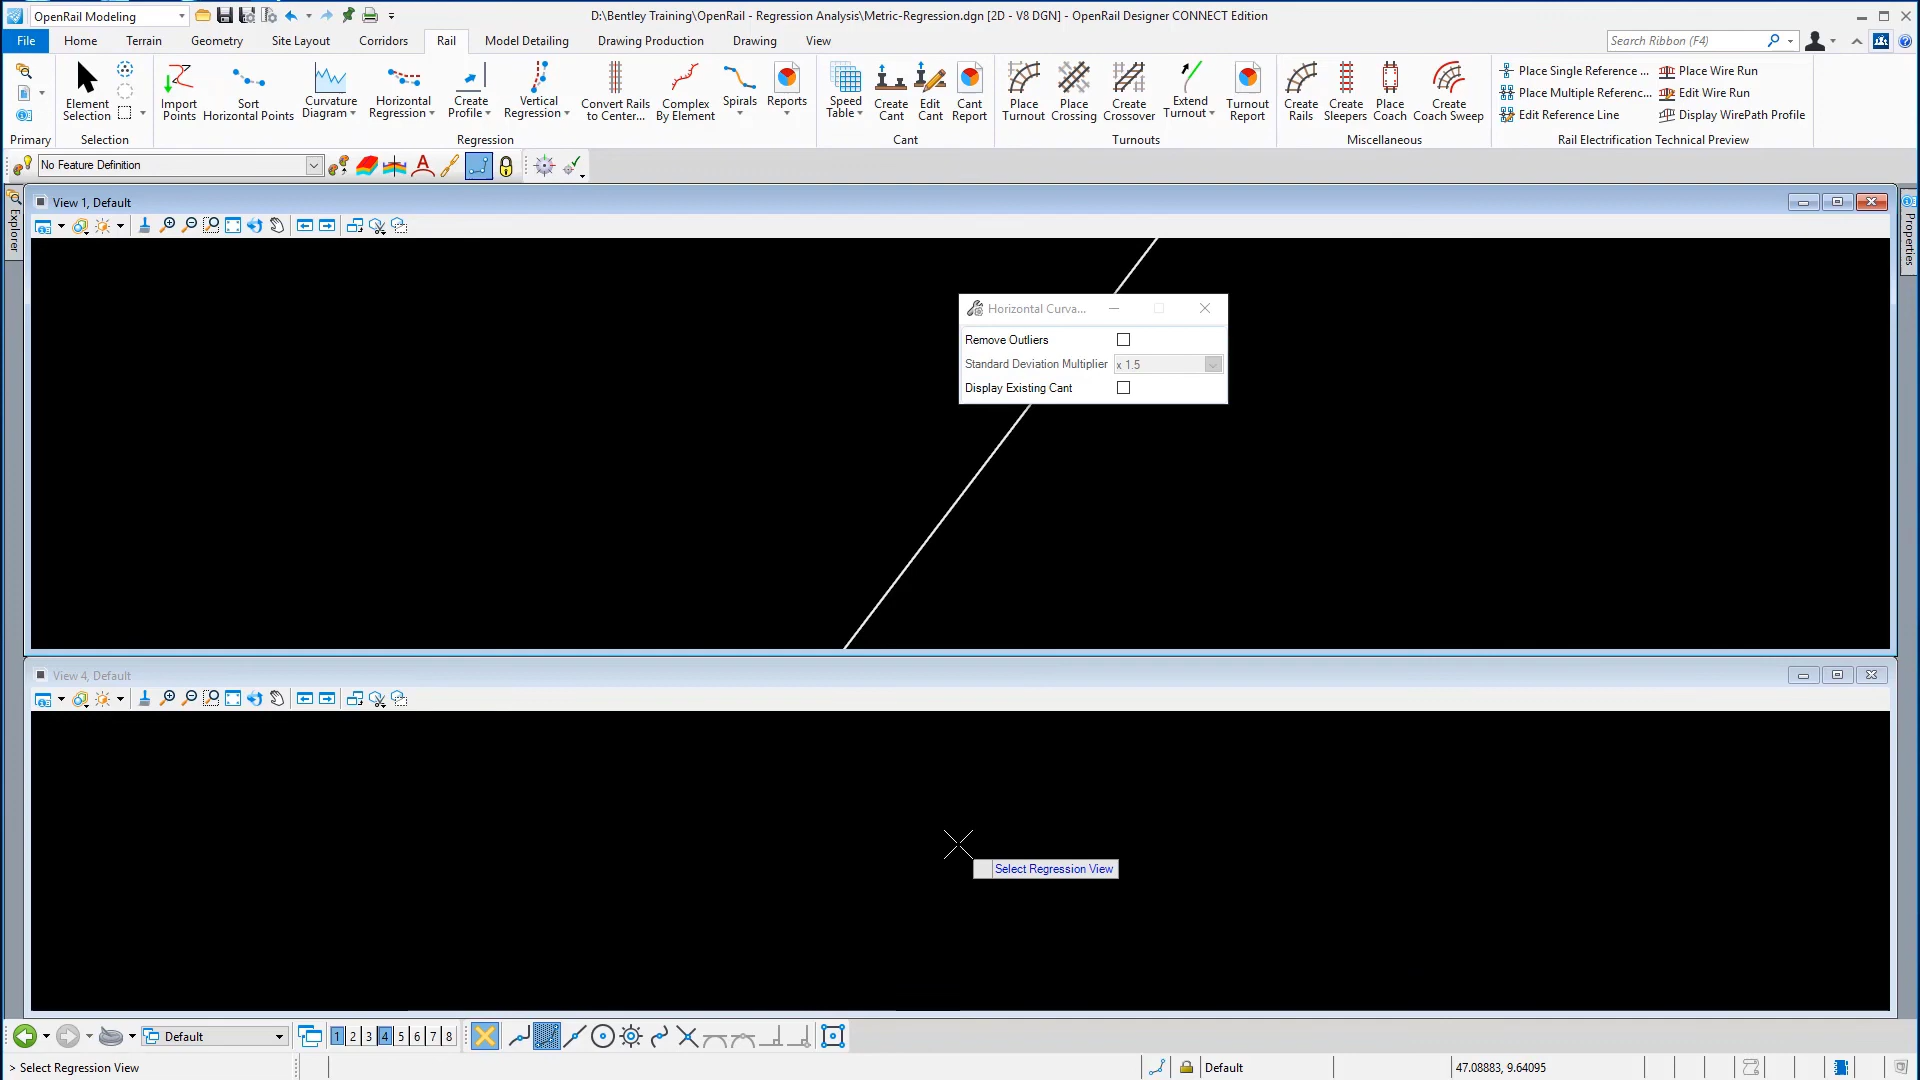 OpenRail Modeling
D:\Bentley Training\OpenRail - Regression Analysis\Metric-Regression.dgn [2D - V8 DGN] - OpenRail Designer CONNECT Edition
File Home Terrain Geometry Site Layout Corridors Rail Model Detailing Drawing Production Drawing View
Search Ribbon (F4)
Element Selection
Import Points
Sort Horizontal Points
Curvature Diagram
Horizontal Regression
Create Profile
Vertical Regression
Convert Rails to Center...
Complex By Element
Spirals
Reports
Speed Table
Create Cant
Edit Cant
Cant Report
Place Turnout
Place Crossing
Create Crossover
Extend Turnout
Turnout Report
Create Rails
Create Sleepers
Place Coach
Create Coach Sweep
Place Single Reference ...
Place Multiple Referenc...
Edit Reference Line
Place Wire Run
Edit Wire Run
Display WirePath Profile
Primary Selection Regression Cant Turnouts Miscellaneous Rail Electrification Technical Preview
No Feature Definition
Explorer
Properties
View 1, Default
Horizontal Curva...
Remove Outliers
Standard Deviation Multiplier x 1.5
Display Existing Cant
View 4, Default
Select Regression View
Default
1 2 3 4 5 6 7 8
> Select Regression View
Default
47.08883, 9.64095